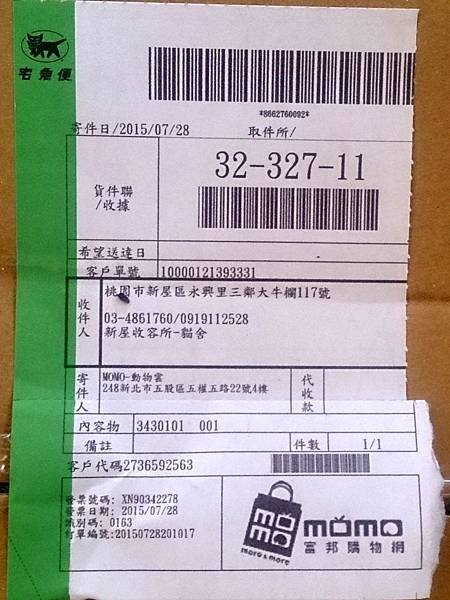 宅急便
*8662760092*
寄件日/2015/07/28 取件所/
32-327-11
貨件聯
/收據
希望送達日
客戶單號 10000121393331
收件人
桃園市新屋區永興里三鄰大牛欄117號
03-4861760/0919112528
新屋收容所-貓舍
寄件人
MOMO-動物雲
248新北市五股區五權五路22號4樓
代收款
內容物 3430101 001
備註 件數 1/1
客戶代碼2736592563
發票號碼: XN90342278
發票日期: 2015/07/28
識別碼: 0163
訂單編號:20150728201017
more & more
momo
富邦購物網